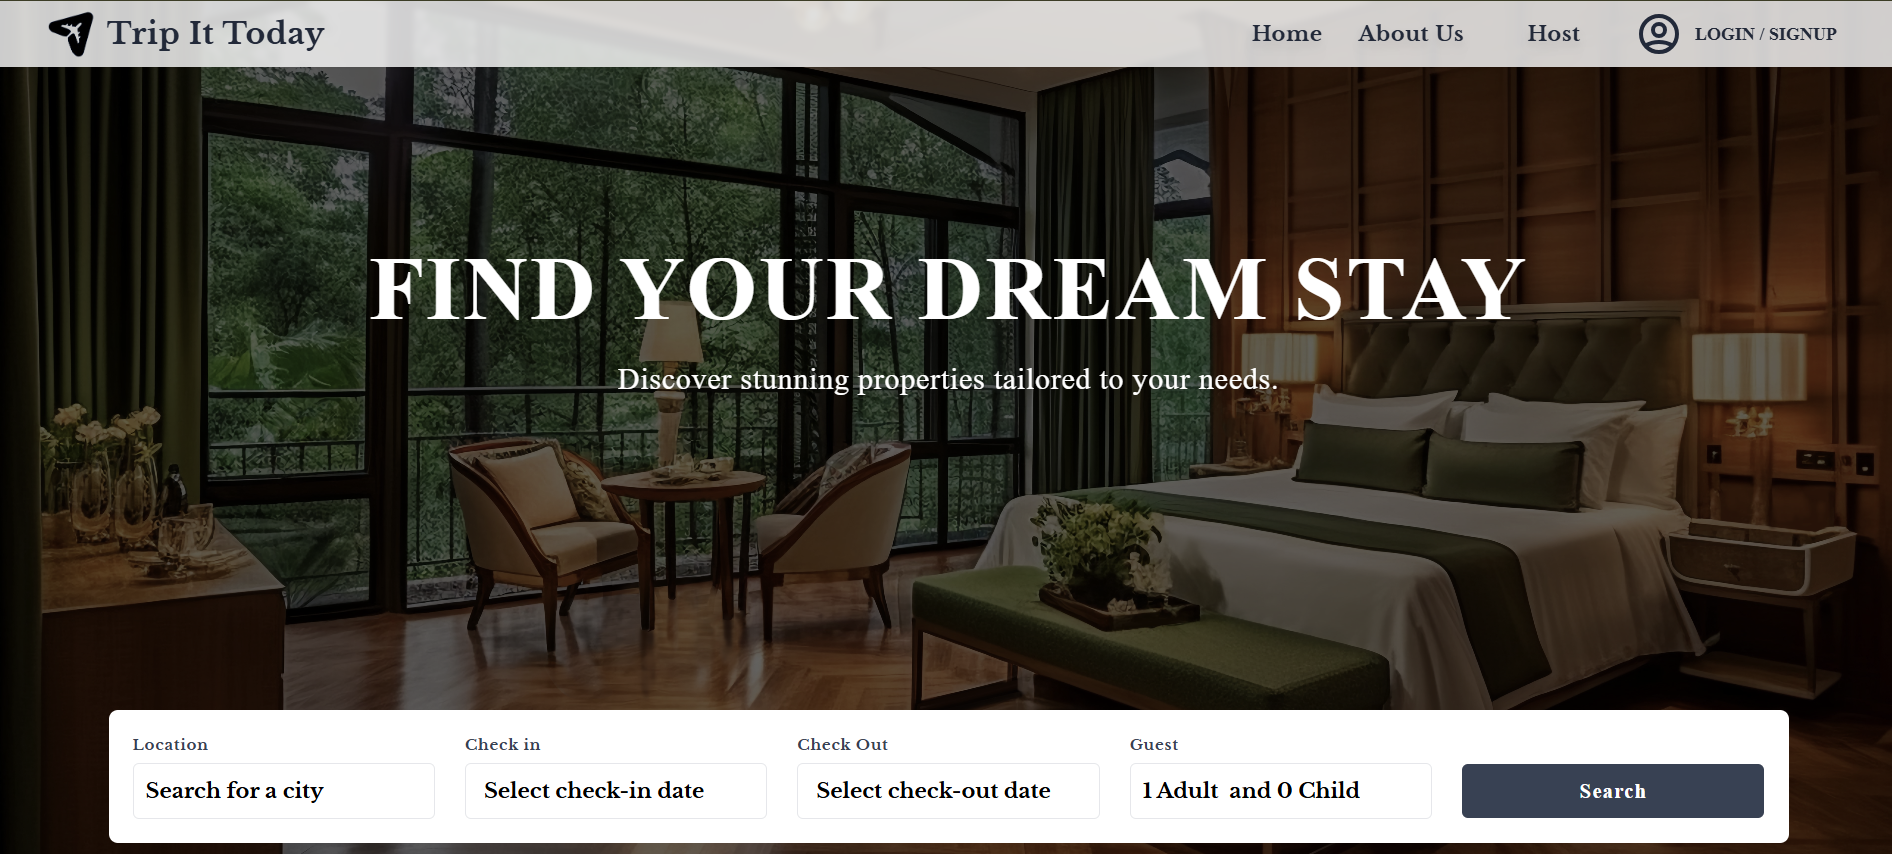 Trip It Today
Home About Us Host LOGIN / SIGNUP
FIND YOUR DREAM STAY
Discover stunning properties tailored to your needs.
Location Check in Check Out Guest
Search for a city Select check-in date Select check-out date 1 Adult and 0 Child Search